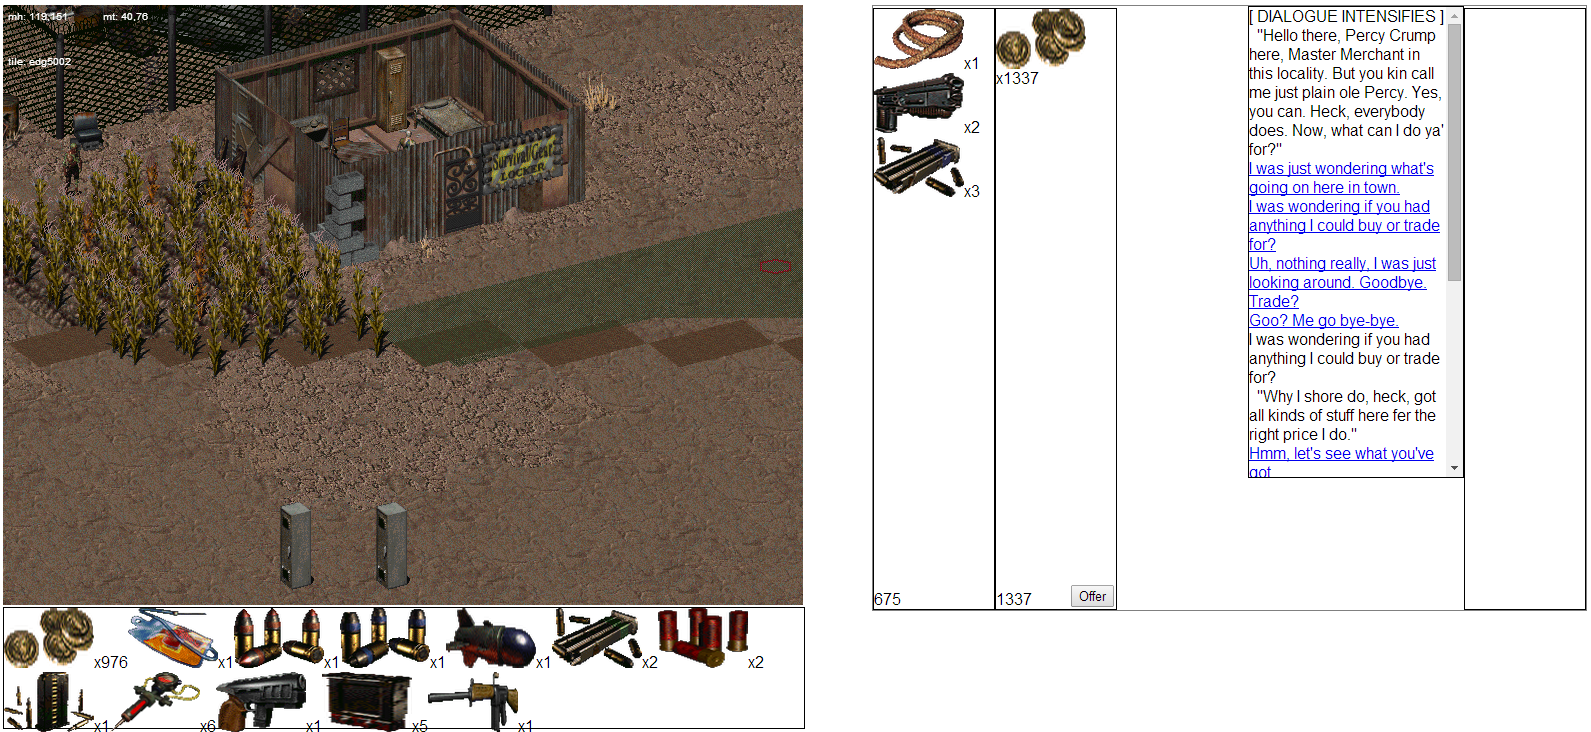 mh: 119,151 mt: 40,76
tile: edg5002
Survival Gear
LOCKER
x976
x1
x1
x1
x1
x2
x2
x1
x6
x1
x5
x1
x1
x2
x3
675
x1337
1337
Offer
[ DIALOGUE INTENSIFIES ]
"Hello there, Percy Crump
here, Master Merchant in
this locality. But you kin call
me just plain ole Percy. Yes,
you can. Heck, everybody
does. Now, what can I do ya'
for?"
I was just wondering what's
going on here in town.
I was wondering if you had
anything I could buy or trade
for?
Uh, nothing really, I was just
looking around. Goodbye.
Trade?
Goo? Me go bye-bye.
I was wondering if you had
anything I could buy or trade
for?
"Why I shore do, heck, got
all kinds of stuff here fer the
right price I do."
Hmm, let's see what you've
got